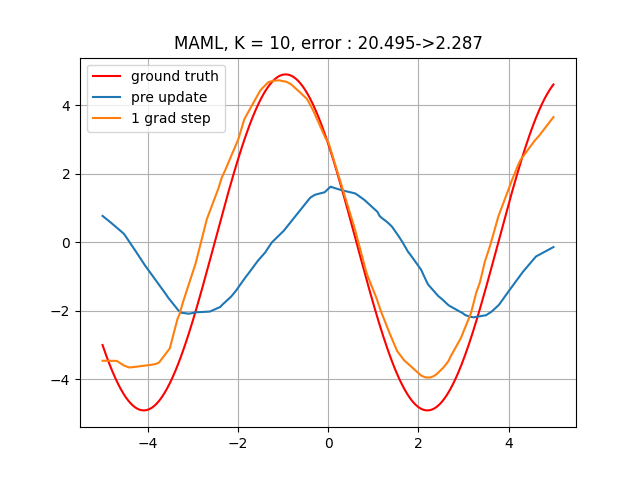 MAML, K = 10, error : 20.495->2.287
ground truth
pre update
1 grad step
4
2
0
−2
−4
−4
−2
0
2
4